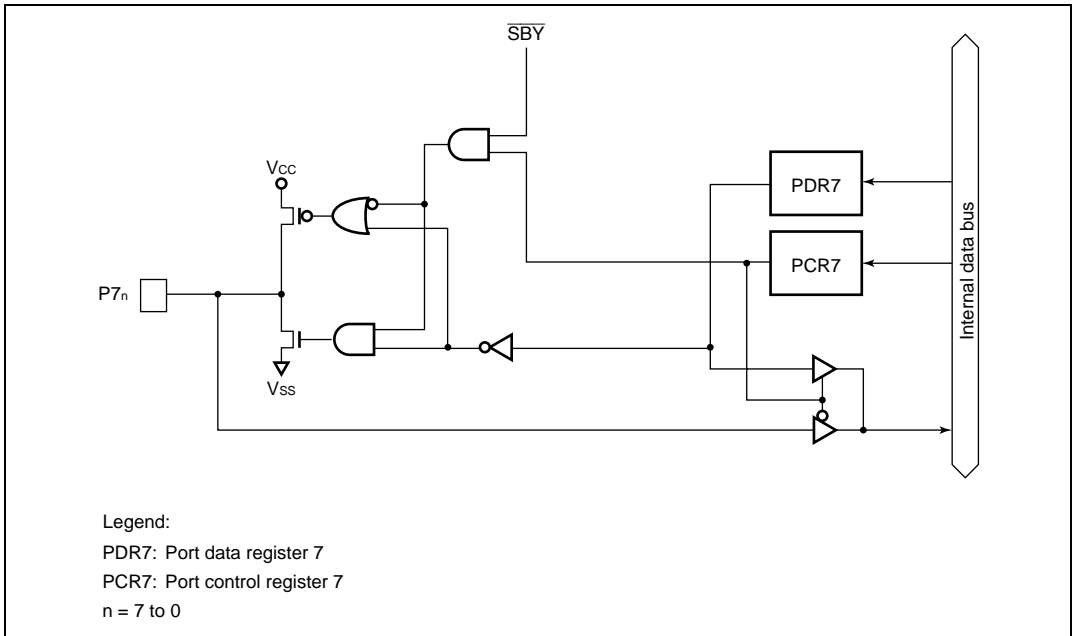 S̅B̅Y̅
VCC
PDR7
PCR7
Internal data bus
P7n
VSS
Legend:
PDR7: Port data register 7
PCR7: Port control register 7
n = 7 to 0